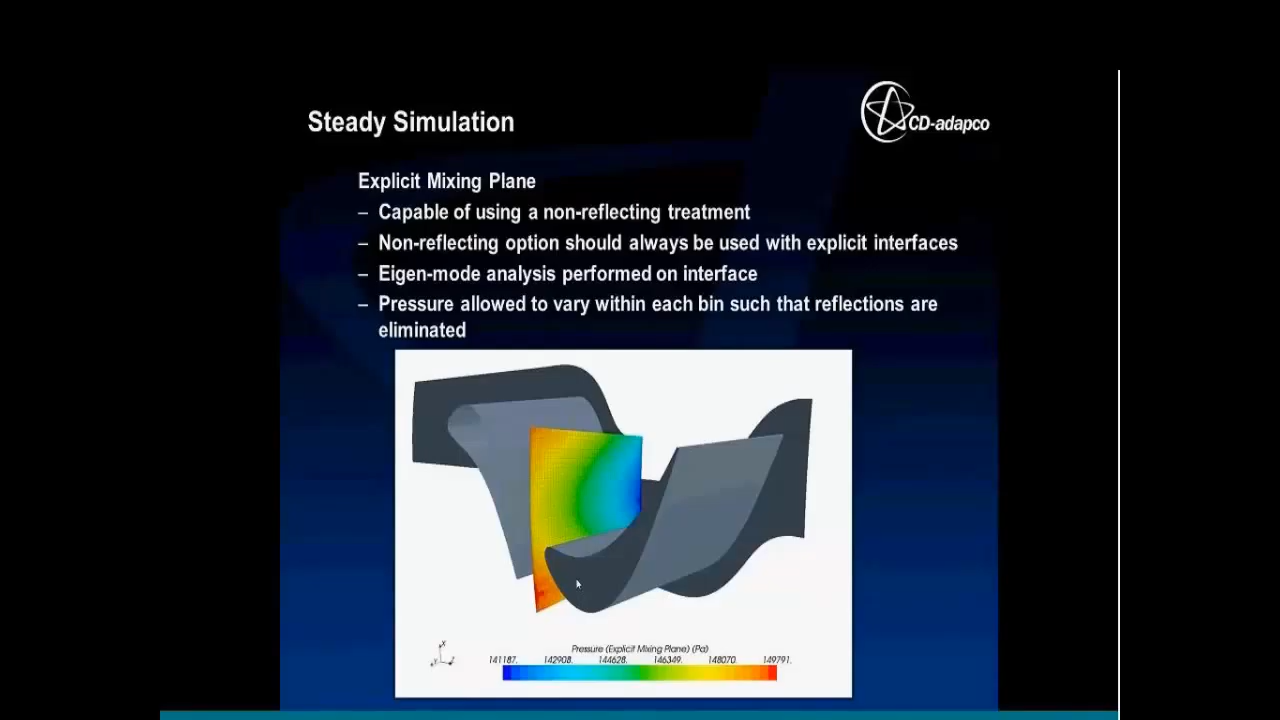 Steady Simulation
CD-adapco
Explicit Mixing Plane
– Capable of using a non-reflecting treatment
– Non-reflecting option should always be used with explicit interfaces
– Eigen-mode analysis performed on interface
– Pressure allowed to vary within each bin such that reflections are
eliminated
Pressure (Explicit Mixing Plane) (Pa)
141187. 142908. 144628. 146349. 148070. 149791.